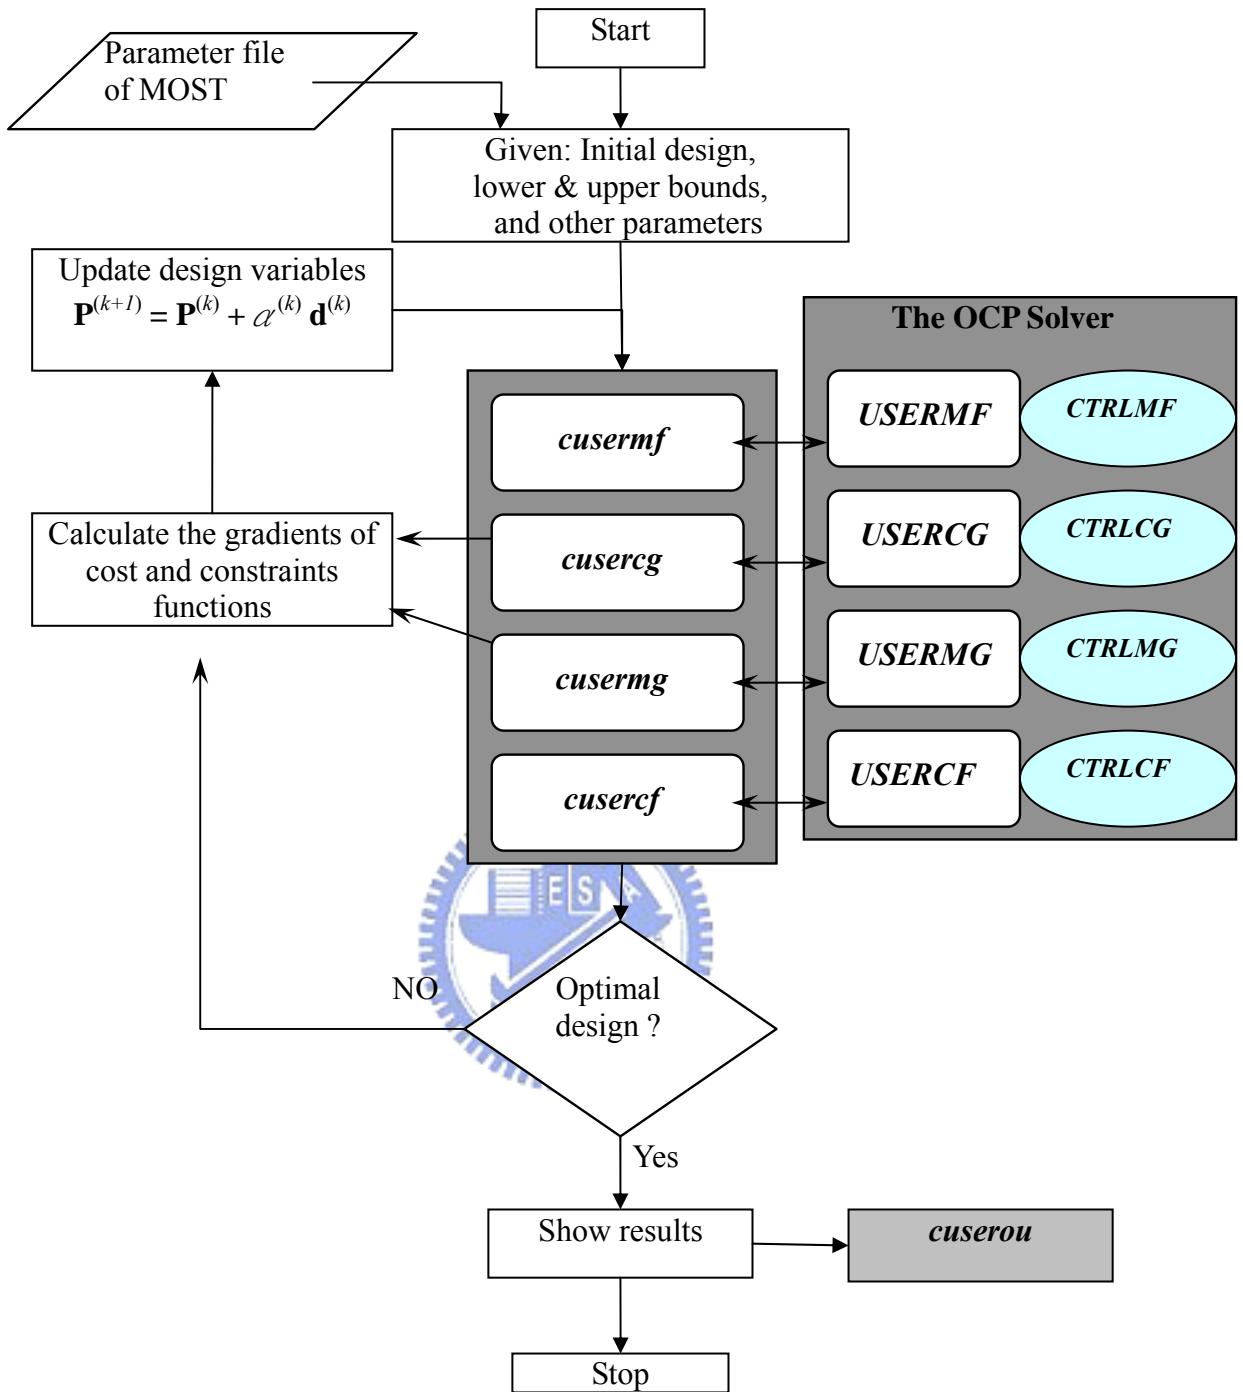 Start
Parameter file
of MOST
Given: Initial design,
lower & upper bounds,
and other parameters
Update design variables
P^(k+1) = P^(k) + α^(k) d^(k)
The OCP Solver
cusermf
USERMF
CTRLMF
Calculate the gradients of
cost and constraints
functions
cusercg
USERCG
CTRLCG
cusermg
USERMG
CTRLMG
cusercf
USERCF
CTRLCF
E S
NO
Optimal
design ?
Yes
Show results
cuserou
Stop